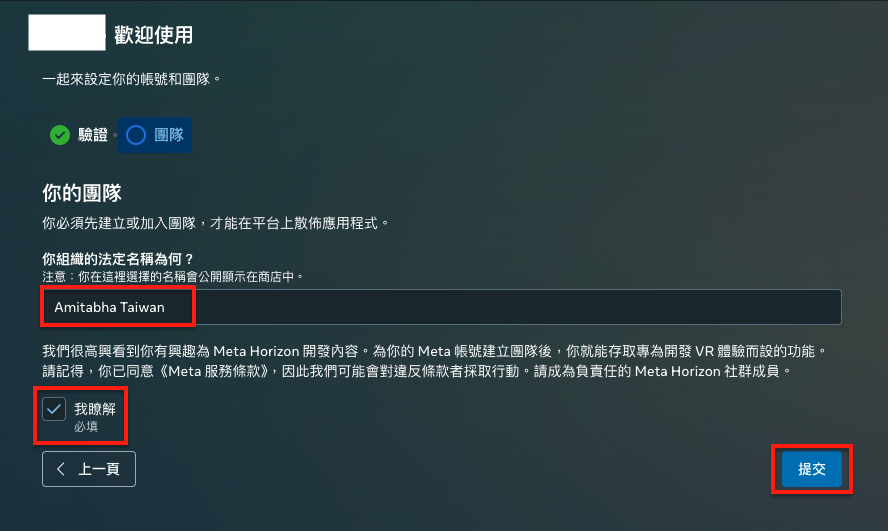 歡迎使用
一起來設定你的帳號和團隊。
驗證 • 團隊
你的團隊
你必須先建立或加入團隊，才能在平台上散佈應用程式。
你組織的法定名稱為何？
注意：你在這裡選擇的名稱會公開顯示在商店中。
Amitabha Taiwan
我們很高興看到你有興趣為 Meta Horizon 開發內容。為你的 Meta 帳號建立團隊後，你就能存取專為開發 VR 體驗而設的功能。
請記得，你已同意《Meta 服務條款》，因此我們可能會對違反條款者採取行動。請成為負責任的 Meta Horizon 社群成員。
我瞭解
必填
上一頁
提交